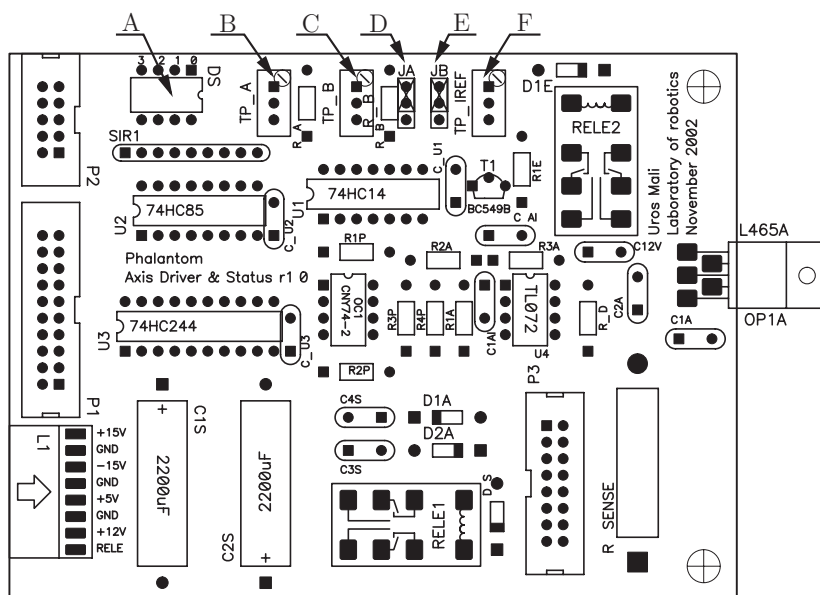 A
B
C
D
E
F
3 2 1 0
DS
TP_A
R_A
TP_B
R_B
R_B
JA
JB
TP_IREF
D1E
RELE2
P2
SIR1
U2
74HC85
C_U2
U1
74HC14
C_U1
T1
BC549B
R1E
Uros Mali
Laboratory of robotics
November 2002
L465A
OP1A
C AI
R1P
R2A
R3A
C12V
C2A
C1A
Phalantom
Axis Driver & Status r1 0
OC1
CNY74-2
R3P
R4P
R1A
C1AI
TL072
U4
R_D
U3
74HC244
C_U3
R2P
P1
P3
C4S
D1A
D2A
C3S
C1S
2200uF
+
C2S
2200uF
+
L1
+15V
GND
-15V
GND
+5V
GND
+12V
RELE
RELE1
D_S
R SENSE